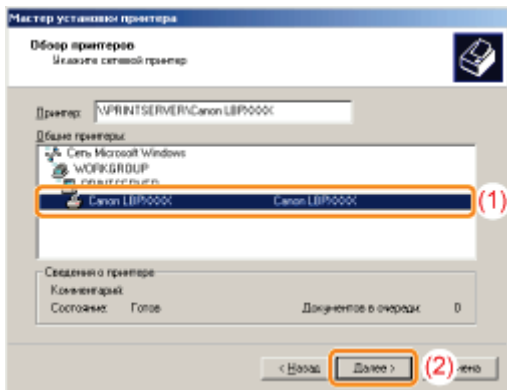 Мастер установки принтера
Обзор принтеров
Укажите сетевой принтер
Принтер: \\PRINTSERVER\Canon LBPXXXX
Общие принтеры:
Сеть Microsoft Windows
WORKGROUP
PRINTSERVER
Canon LBPXXXX Canon LBPXXXX
(1)
Сведения о принтере
Комментарий:
Состояние: Готов Документов в очереди: 0
< Назад Далее > (2)